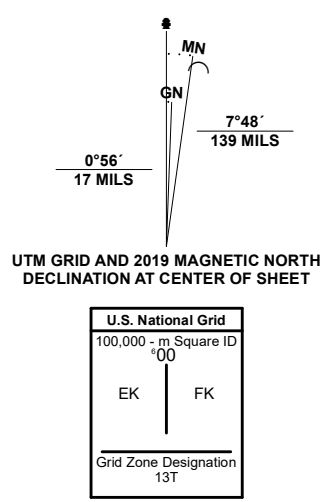 MN
GN
7°48´
139 MILS
0°56´
17 MILS
UTM GRID AND 2019 MAGNETIC NORTH
DECLINATION AT CENTER OF SHEET
U.S. National Grid
100,000 - m Square ID
⁶00
EK FK
Grid Zone Designation
13T